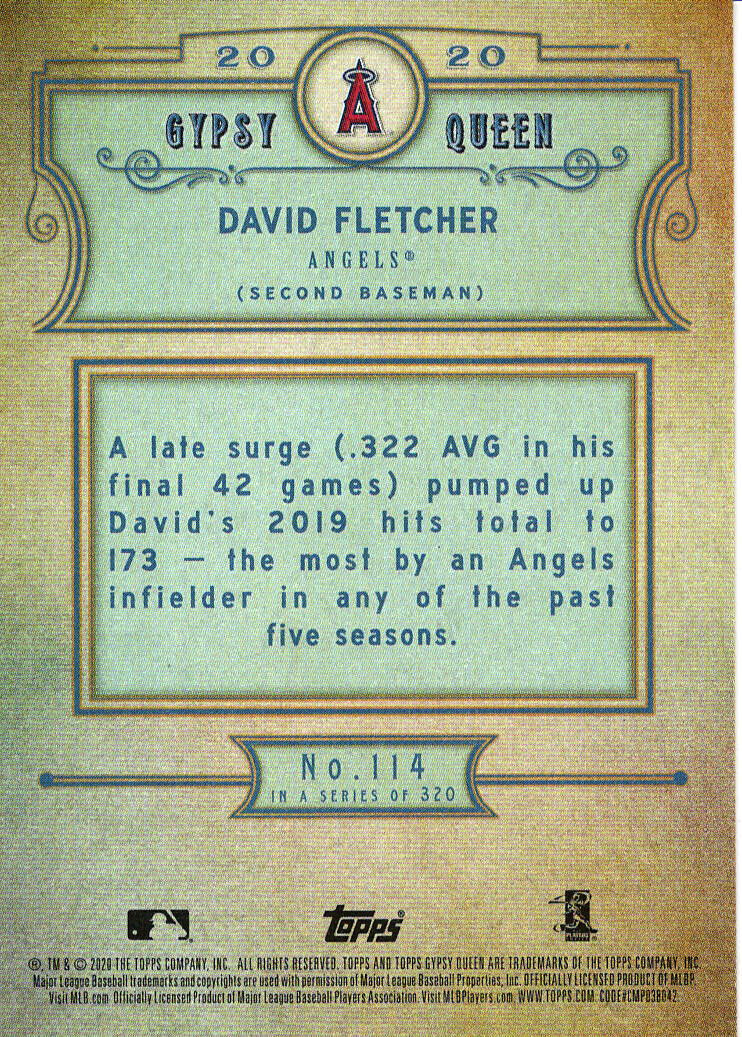 2020
GYPSY QUEEN
A
DAVID FLETCHER
ANGELS®
(SECOND BASEMAN)
A late surge (.322 AVG in his
final 42 games) pumped up
David's 2019 hits total to
173 — the most by an Angels
infielder in any of the past
five seasons.
No.114
IN A SERIES OF 320
topps®
PLAYERS
®, TM & © 2020 THE TOPPS COMPANY, INC. ALL RIGHTS RESERVED. TOPPS AND TOPPS GYPSY QUEEN ARE TRADEMARKS OF THE TOPPS COMPANY, INC.
Major League Baseball trademarks and copyrights are used with permission of Major League Baseball Properties, Inc. OFFICIALLY LICENSED PRODUCT OF MLBP.
Visit MLB.com. Officially Licensed Product of Major League Baseball Players Association. Visit MLBPlayers.com. WWW.TOPPS.COM. CODE#CMP038042